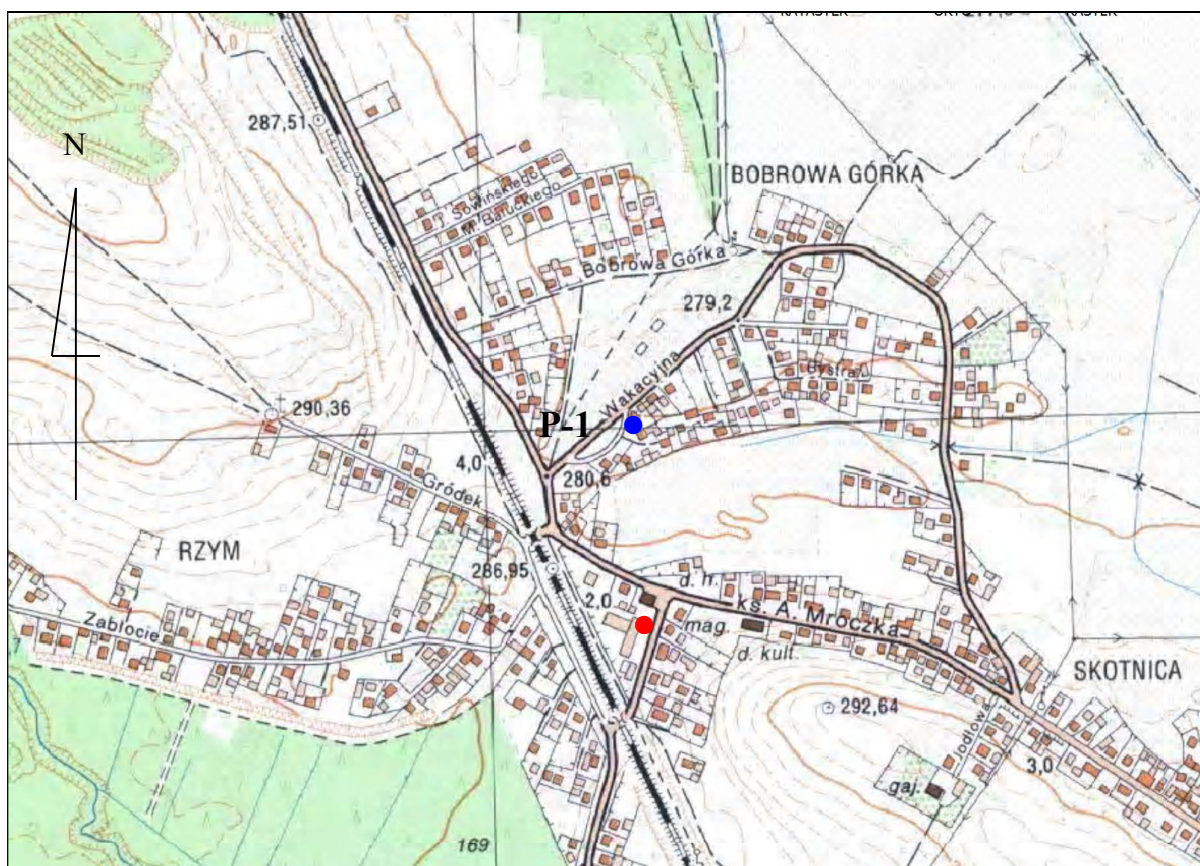 287,51
N
BOBROWA GÓRKA
Sowińskiego
M. Bałuckiego
Bobrowa Górka
279,2
Wakacyjna
Bystra
290,36
P-1
4,0
280,6
Gródek
RZYM
286,95
2,0
d. h.
ks. A. Mroczka
mag.
d. kult.
Zabłocie
SKOTNICA
292,64
Jodłowa
3,0
gaj.
169